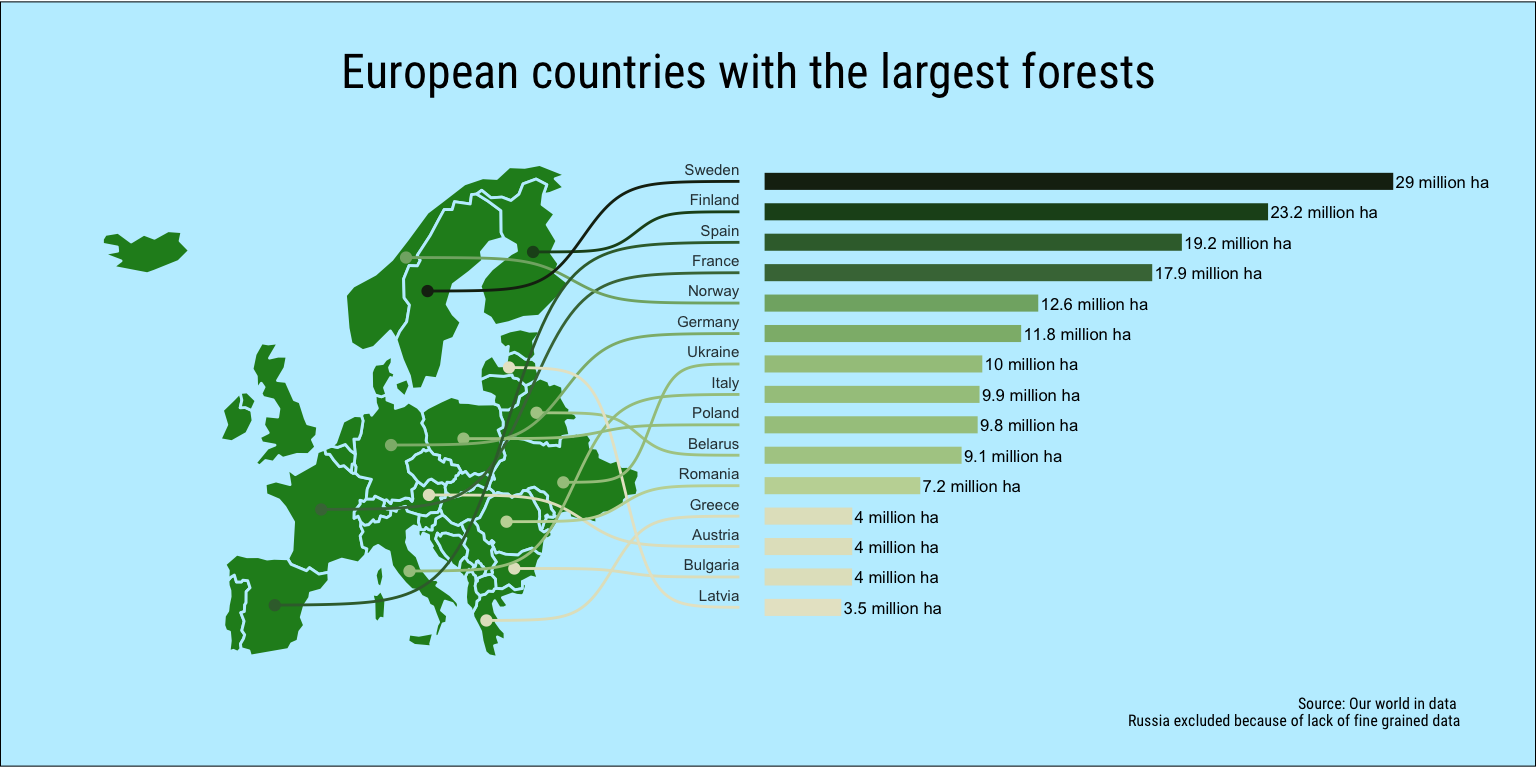 European countries with the largest forests
Sweden 29 million ha
Finland 23.2 million ha
Spain 19.2 million ha
France 17.9 million ha
Norway 12.6 million ha
Germany 11.8 million ha
Ukraine 10 million ha
Italy 9.9 million ha
Poland 9.8 million ha
Belarus 9.1 million ha
Romania 7.2 million ha
Greece 4 million ha
Austria 4 million ha
Bulgaria 4 million ha
Latvia 3.5 million ha
Source: Our world in data
Russia excluded because of lack of fine grained data